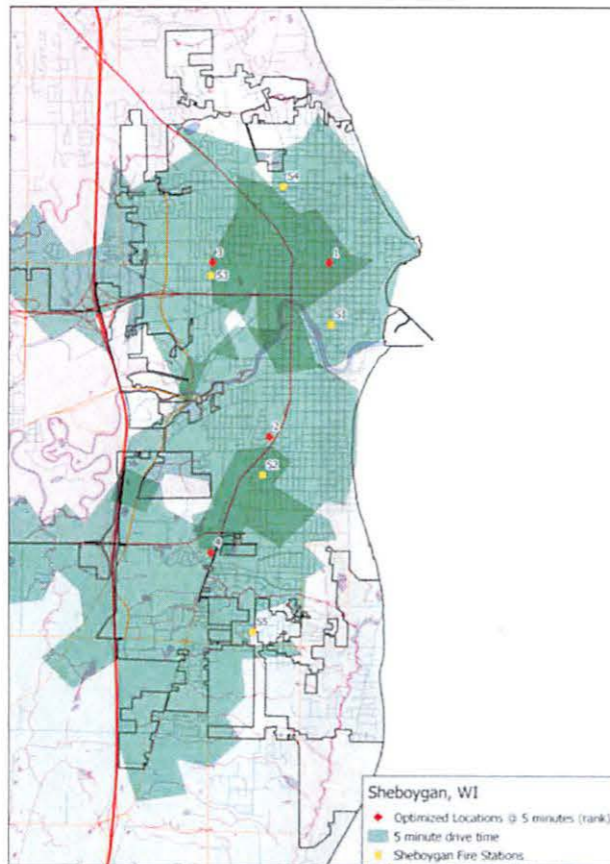 S4
3
1
S3
S1
2
S2
4
S5
Sheboygan, WI
Optimized Locations @ 5 minutes (rank)
5 minute drive time
Sheboygan Fire Stations